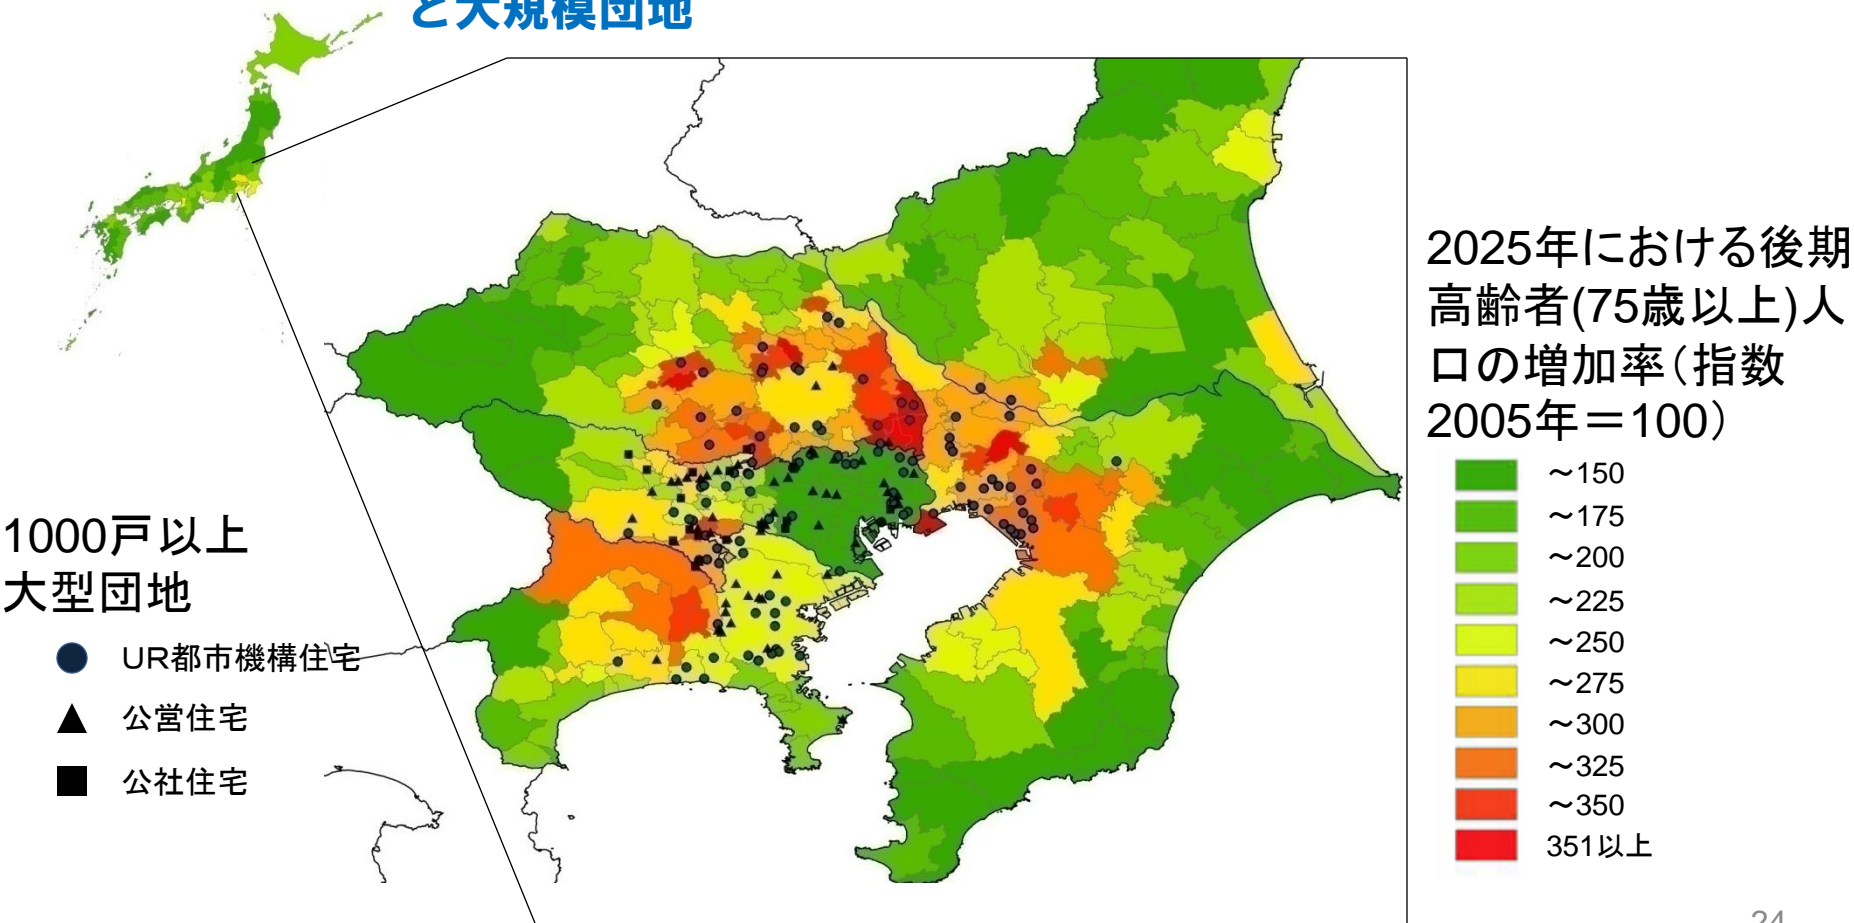 と大規模団地
2025年における後期
高齢者(75歳以上)人
口の増加率（指数
2005年＝100）
～150
～175
～200
～225
～250
～275
～300
～325
～350
351以上
1000戸以上
大型団地
UR都市機構住宅
公営住宅
公社住宅
24